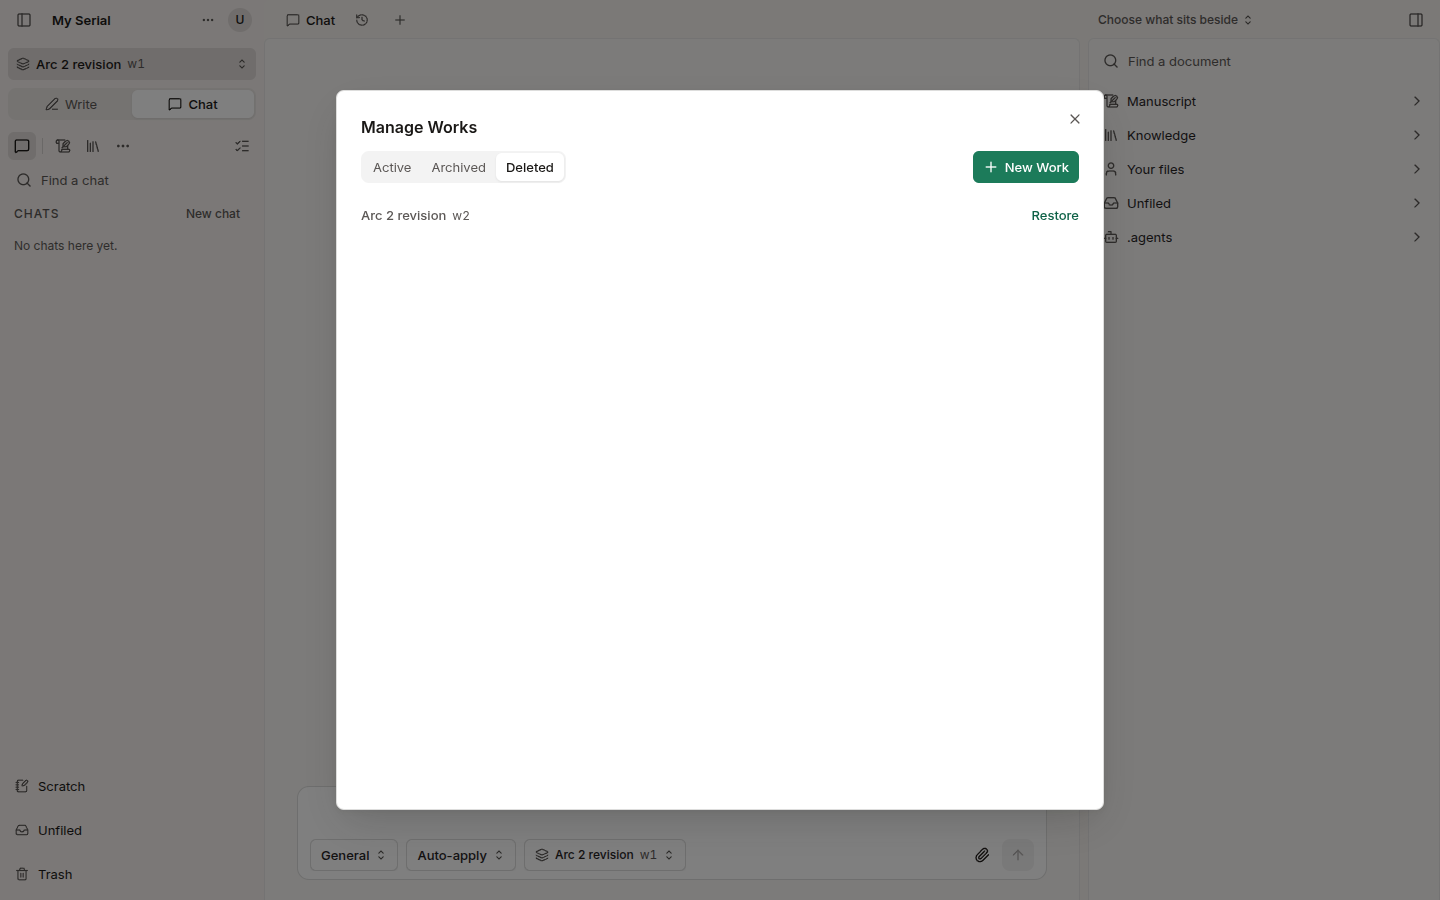 My Serial
U
Chat
Choose what sits beside
Arc 2 revision w1
Write
Chat
Find a chat
CHATS
New chat
No chats here yet.
Scratch
Unfiled
Trash
Manage Works
Active
Archived
Deleted
New Work
Arc 2 revision w2
Restore
General
Auto-apply
Arc 2 revision w1
Find a document
Manuscript
Knowledge
Your files
Unfiled
.agents